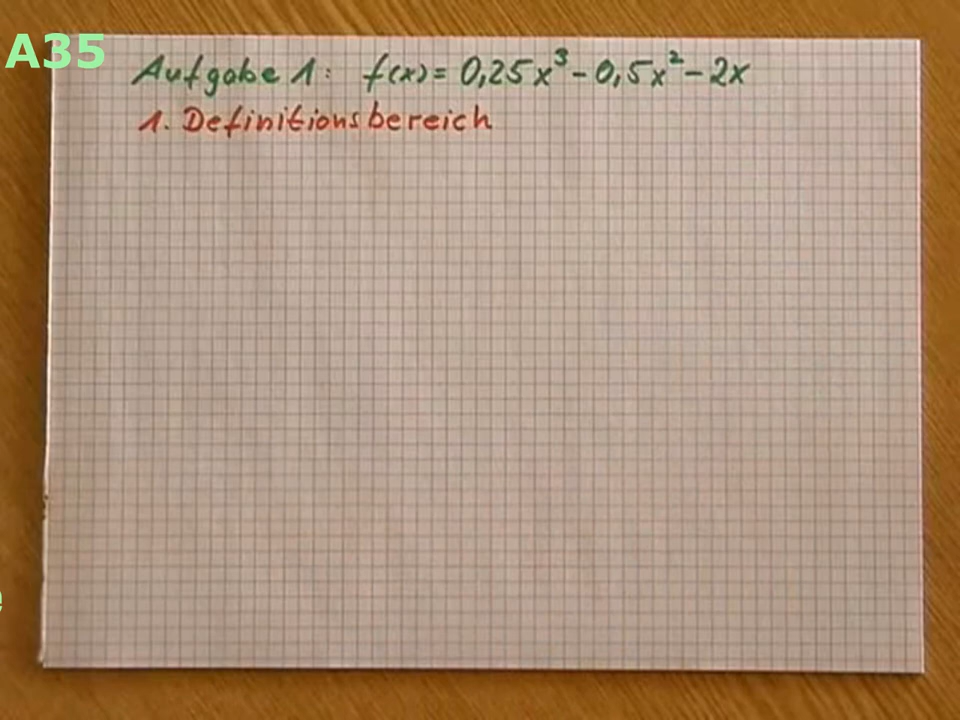 A35
Aufgabe 1: f(x) = 0,25x³ - 0,5x² - 2x
1. Definitionsbereich